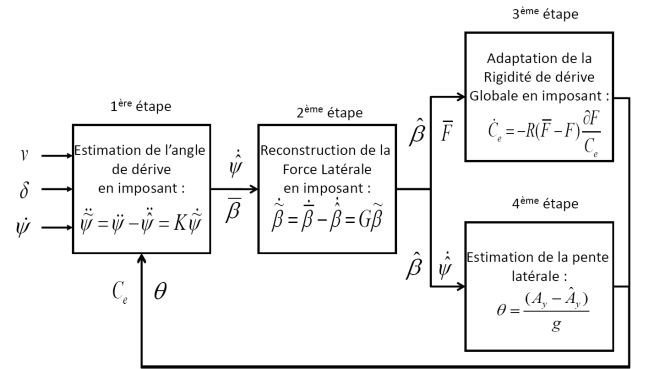 1ère étape
v
δ
ψ̇
Estimation de l'angle
de dérive
en imposant :
ψ̃̈ = ψ̈ − ψ̂̈ = Kψ̃̇
ψ̂̇
β̅
2ème étape
Reconstruction de la
Force Latérale
en imposant :
β̃̇ = β̅̇ − β̂̇ = Gβ̃
β̂ F̅
3ème étape
Adaptation de la
Rigidité de dérive
Globale en imposant :
Ċe = −R(F̅ − F) ∂F
Ce
β̂ ψ̂̇
4ème étape
Estimation de la pente
latérale :
θ = (Ay − Ây)
g
Ce θ